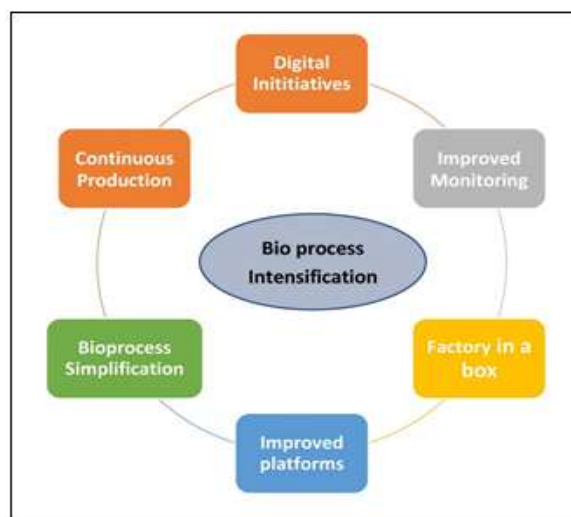 Digital
Inititiatives
Continuous
Production
Improved
Monitoring
Bio process
Intensification
Bioprocess
Simplification
Factory in a
box
Improved
platforms